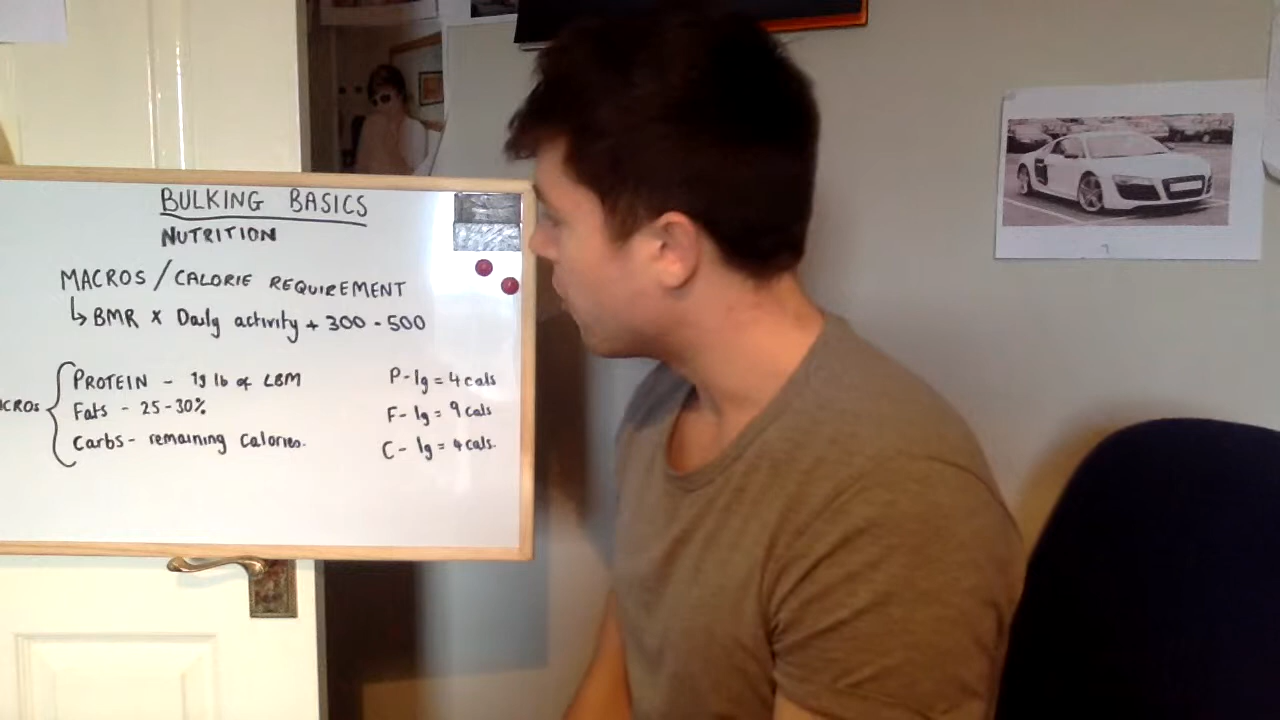 BULKING BASICS
NUTRITION
MACROS / CALORIE REQUIREMENT
↳ BMR x Daily activity + 300 - 500
PROTEIN - 1g lb of LBM
Fats - 25-30%
Carbs - remaining Calories.
P - 1g = 4 cals
F - 1g = 9 cals
C - 1g = 4 cals.